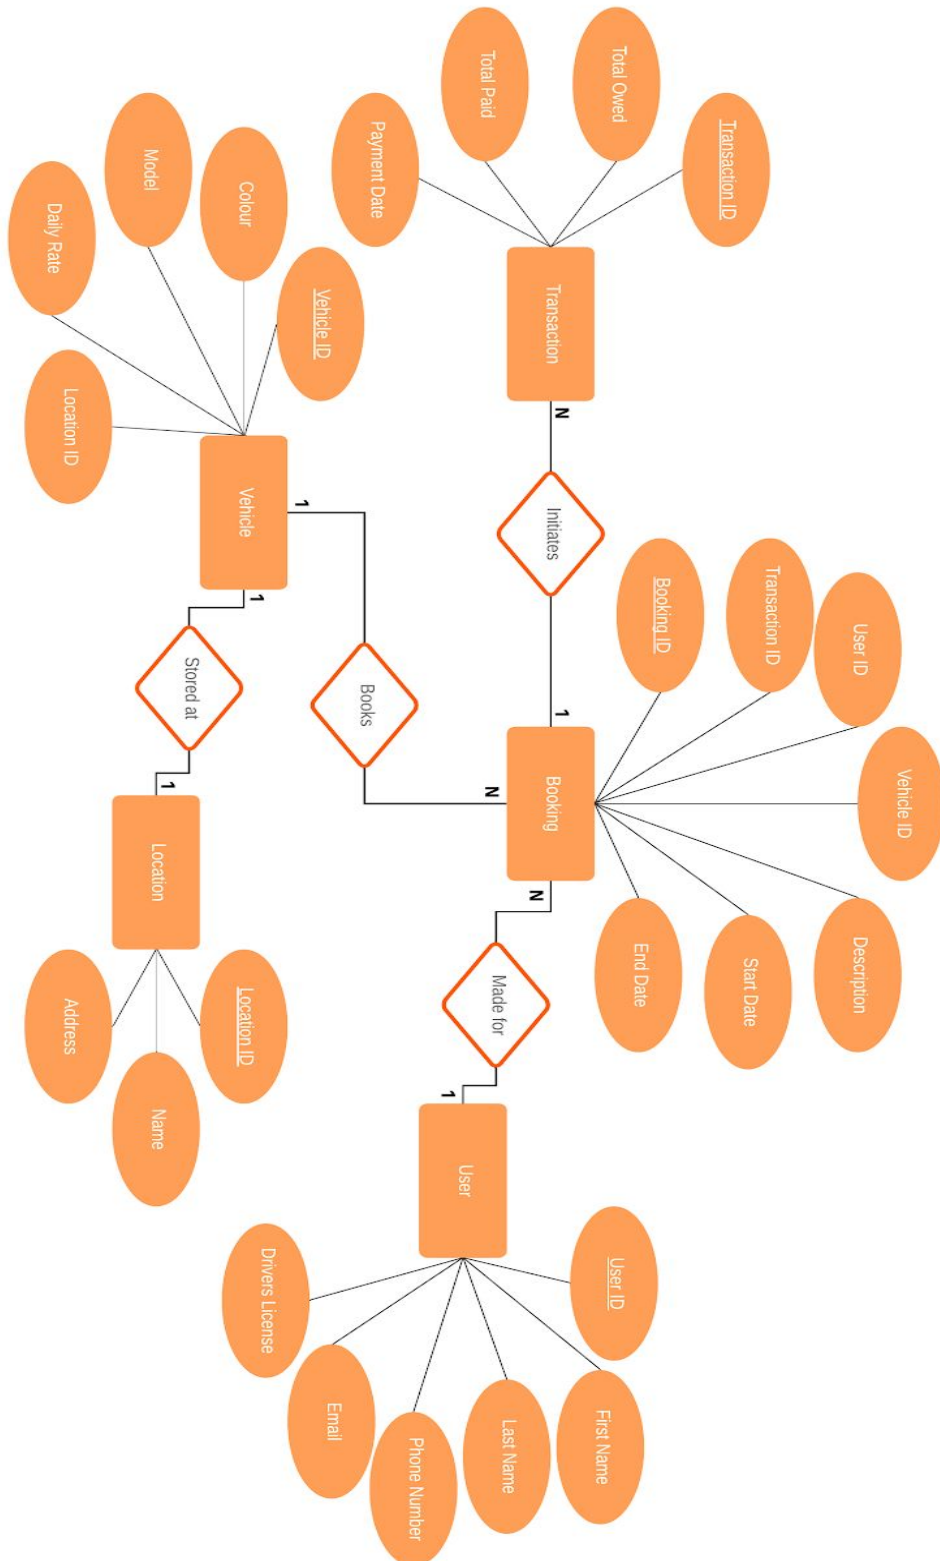 Transaction ID
Total Owed
Total Paid
Payment Date
Transaction
N
Initiates
1
Vehicle ID
Colour
Model
Daily Rate
Location ID
Vehicle
1
1
Books
N
Stored at
1
Booking ID
Transaction ID
User ID
Vehicle ID
Description
Start Date
End Date
Booking
N
Made for
1
Location
Location ID
Name
Address
User
User ID
First Name
Last Name
Phone Number
Email
Drivers License